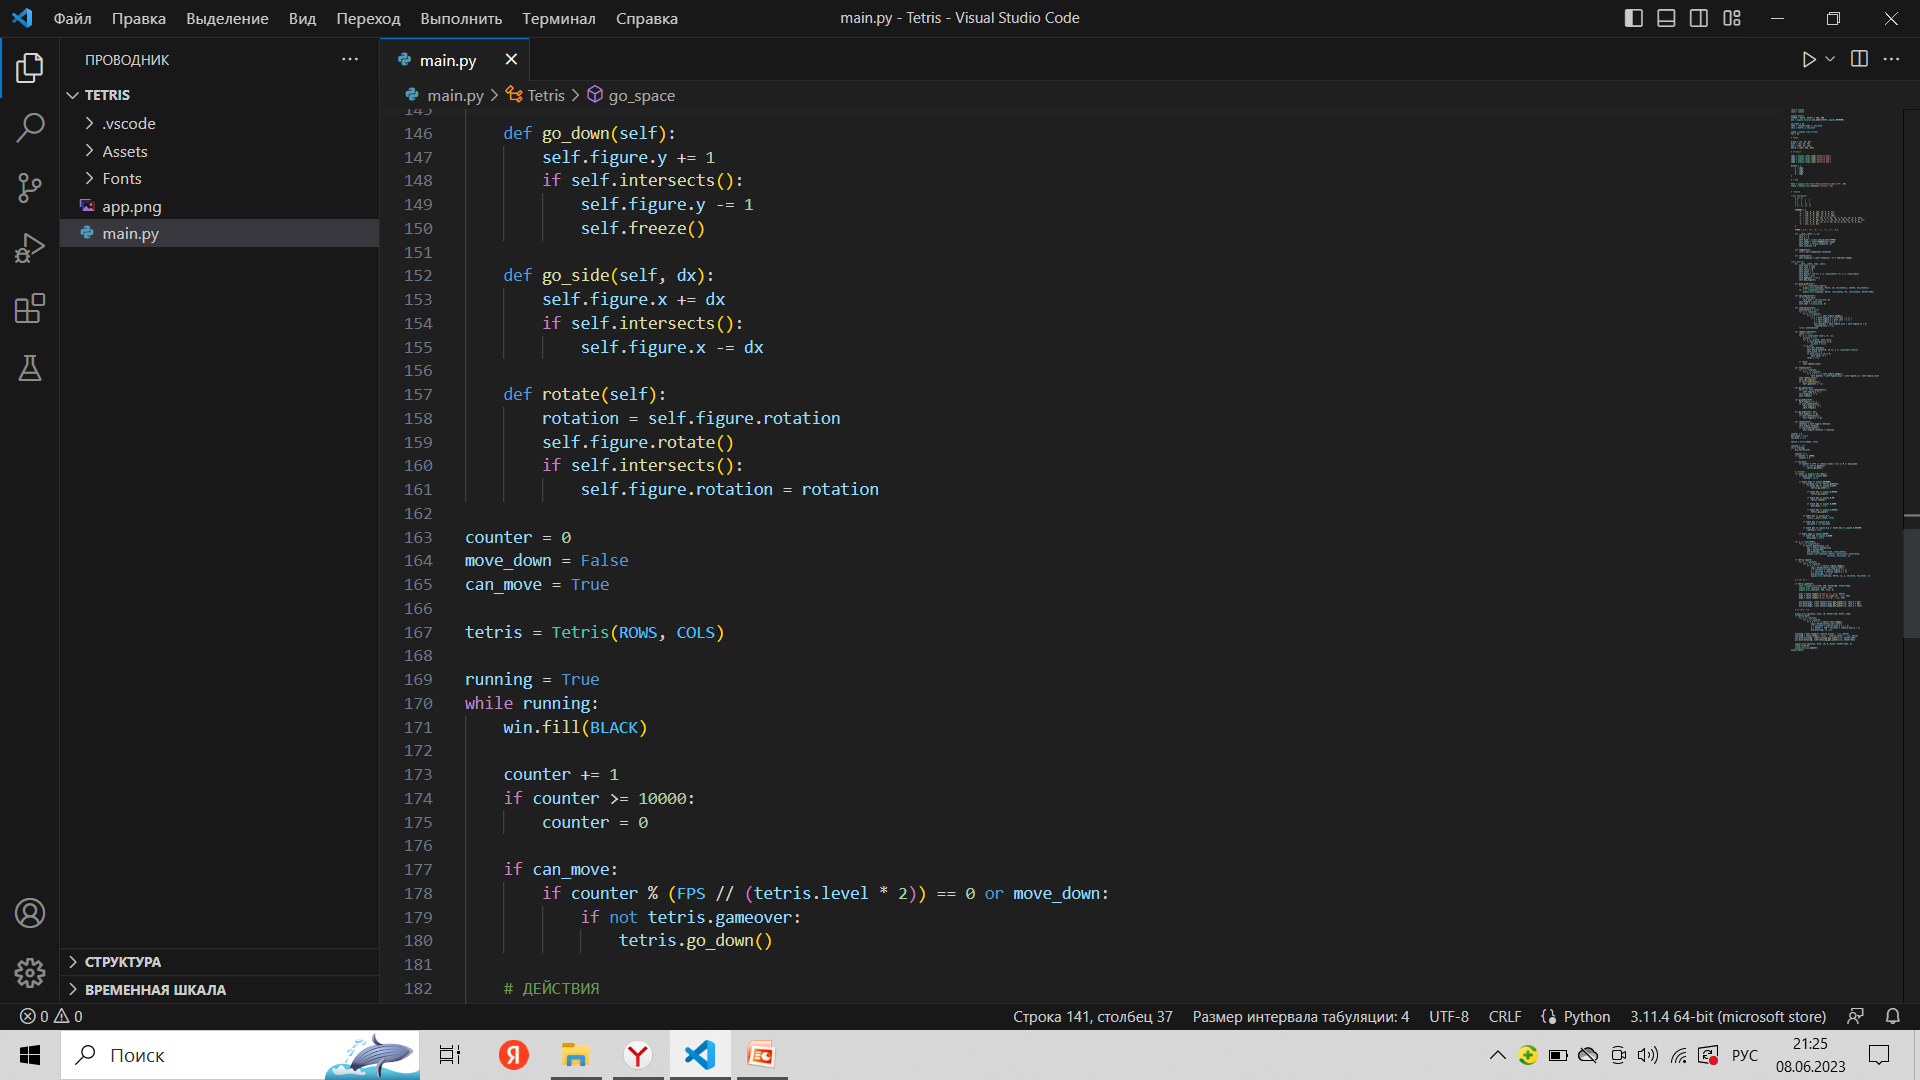 Файл Правка Выделение Вид Переход Выполнить Терминал Справка
main.py - Tetris - Visual Studio Code
ПРОВОДНИК
TETRIS
.vscode
Assets
Fonts
app.png
main.py
СТРУКТУРА
ВРЕМЕННАЯ ШКАЛА
main.py
main.py Tetris go_space
145
146 def go_down(self):
147 self.figure.y += 1
148 if self.intersects():
149 self.figure.y -= 1
150 self.freeze()
151
152 def go_side(self, dx):
153 self.figure.x += dx
154 if self.intersects():
155 self.figure.x -= dx
156
157 def rotate(self):
158 rotation = self.figure.rotation
159 self.figure.rotate()
160 if self.intersects():
161 self.figure.rotation = rotation
162
163 counter = 0
164 move_down = False
165 can_move = True
166
167 tetris = Tetris(ROWS, COLS)
168
169 running = True
170 while running:
171 win.fill(BLACK)
172
173 counter += 1
174 if counter >= 10000:
175 counter = 0
176
177 if can_move:
178 if counter % (FPS // (tetris.level * 2)) == 0 or move_down:
179 if not tetris.gameover:
180 tetris.go_down()
181
182 # ДЕЙСТВИЯ
0 0
Строка 141, столбец 37 Размер интервала табуляции: 4 UTF-8 CRLF Python 3.11.4 64-bit (microsoft store)
Поиск
Я
Y
РУС
21:25
08.06.2023